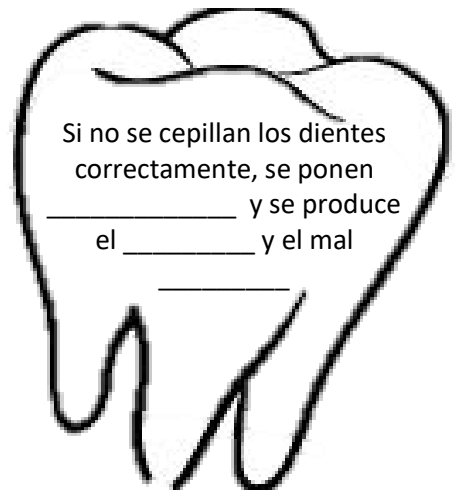 Si no se cepillan los dientes
correctamente, se ponen
_____________ y se produce
el _________ y el mal
_________